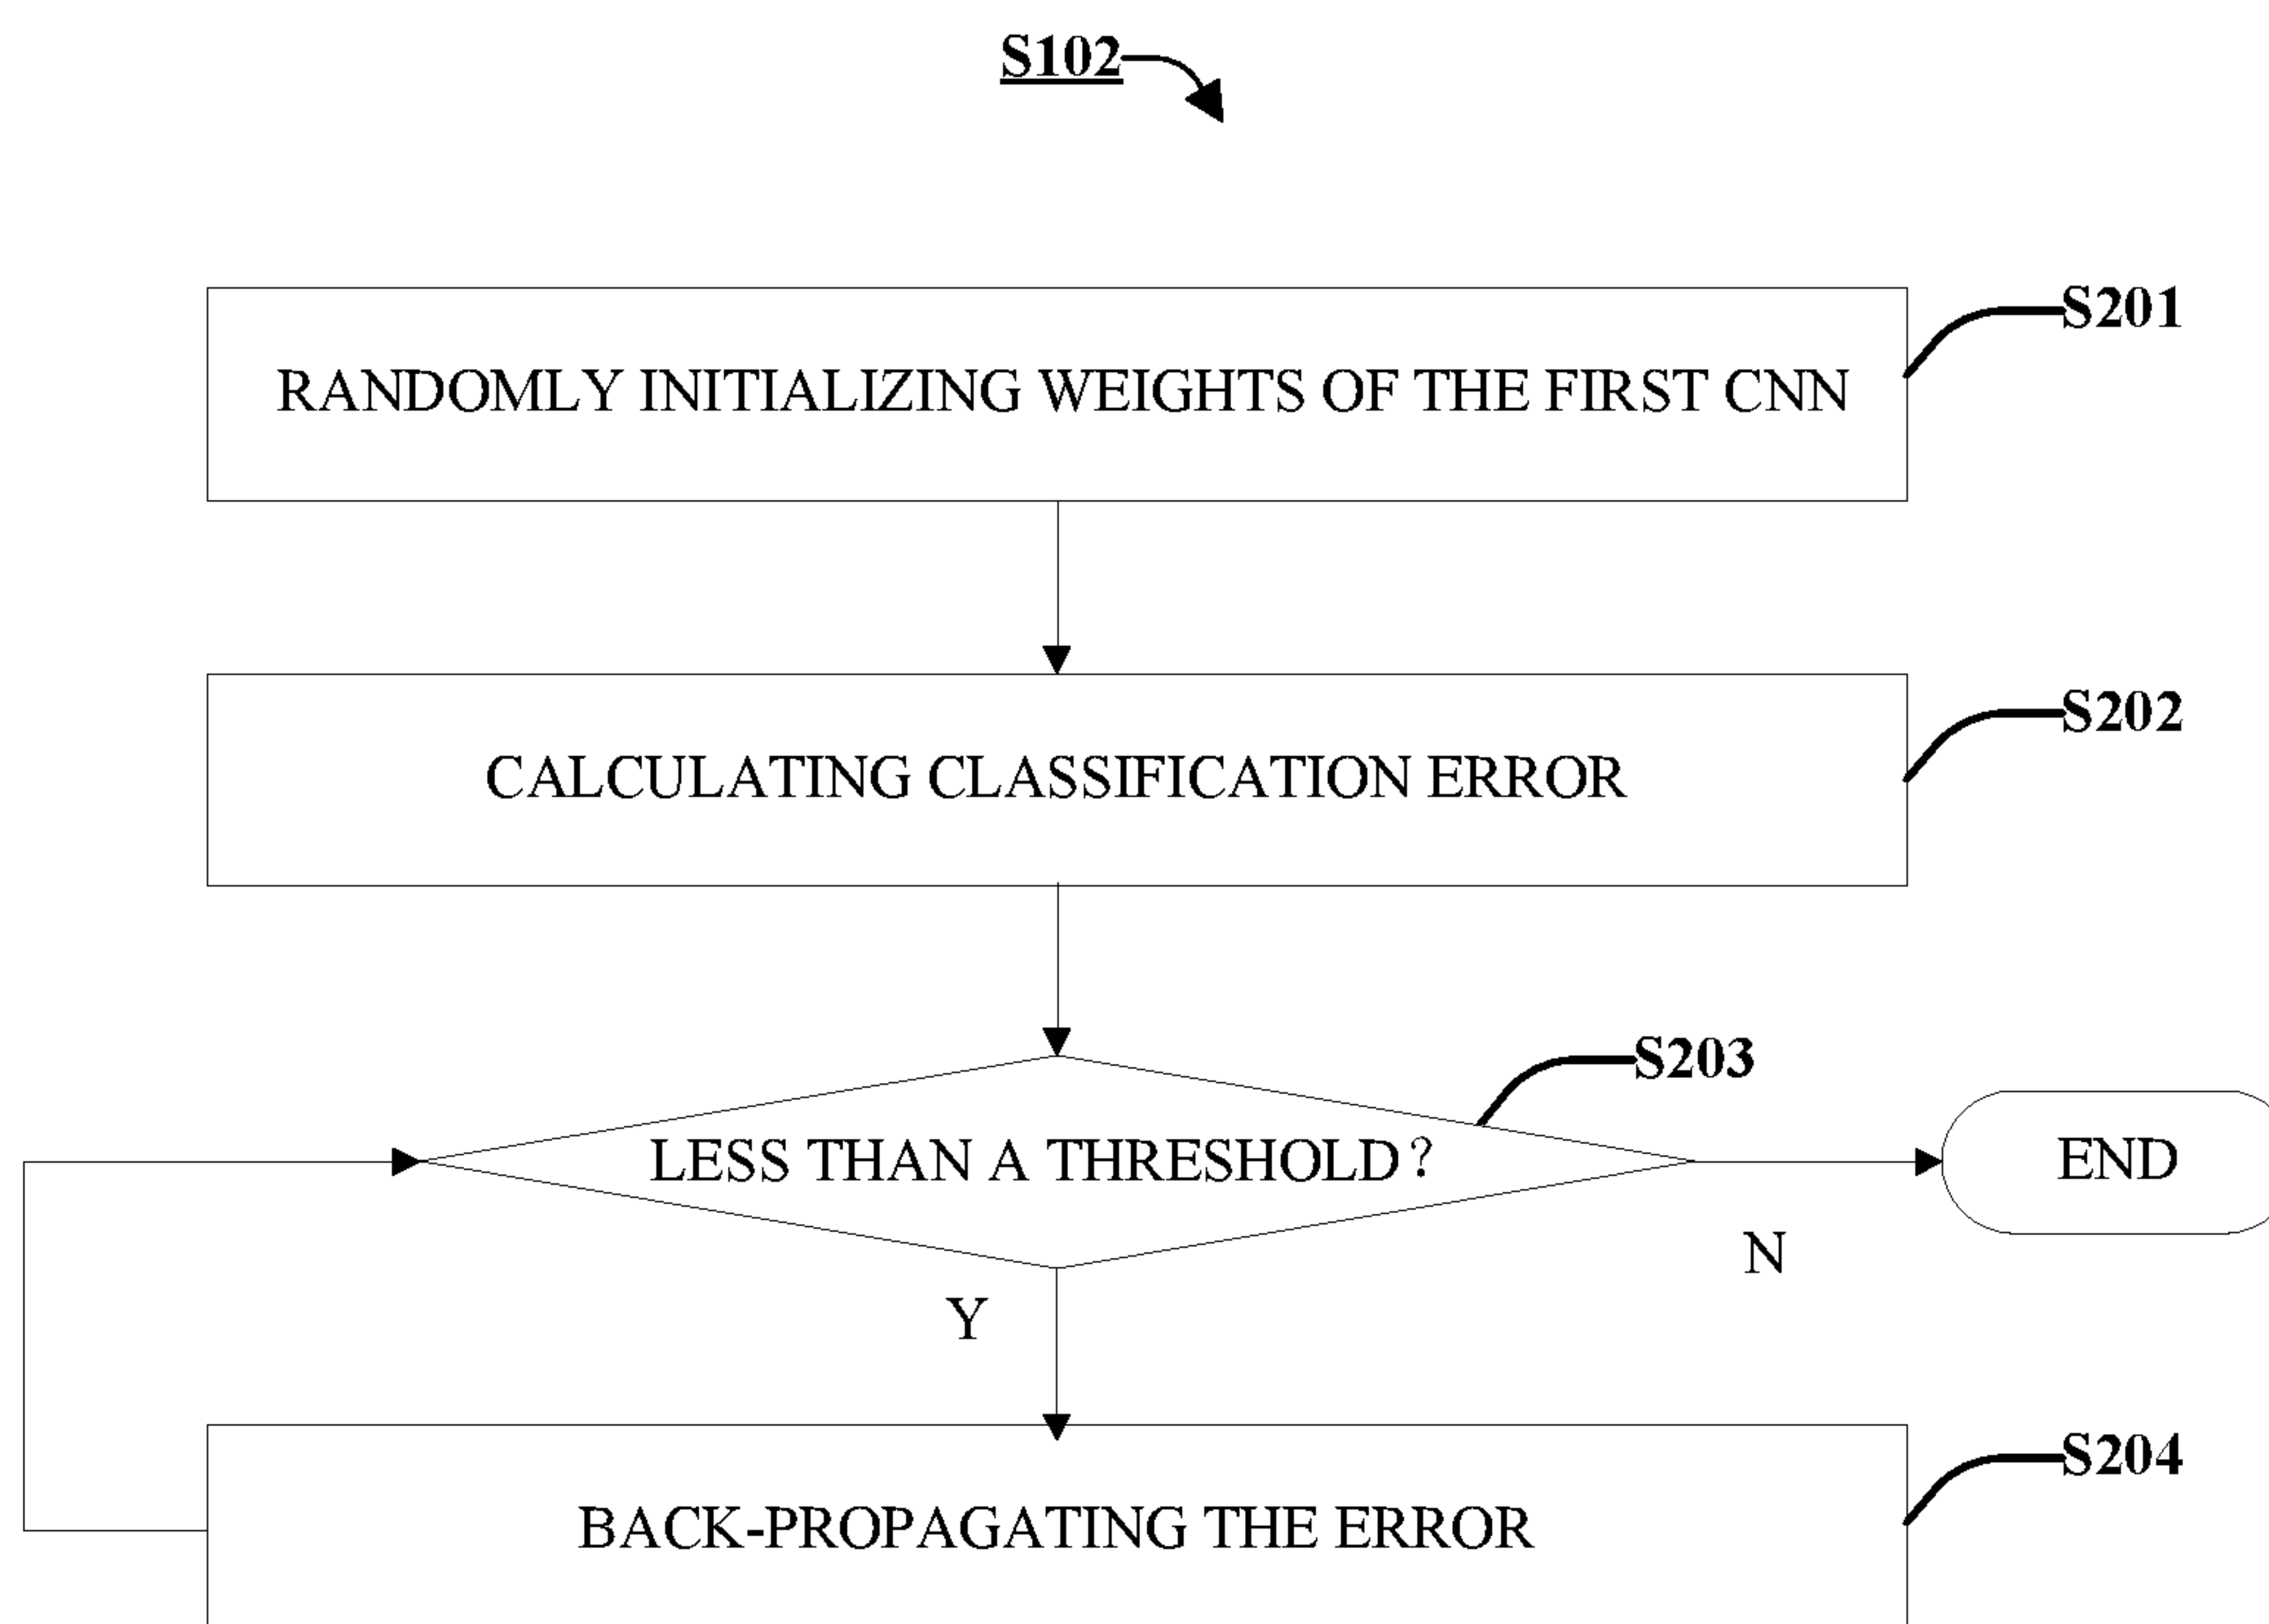 S102
S201
RANDOMLY INITIALIZING WEIGHTS OF THE FIRST CNN
S202
CALCULATING CLASSIFICATION ERROR
S203
LESS THAN A THRESHOLD?
END
N
Y
S204
BACK-PROPAGATING THE ERROR